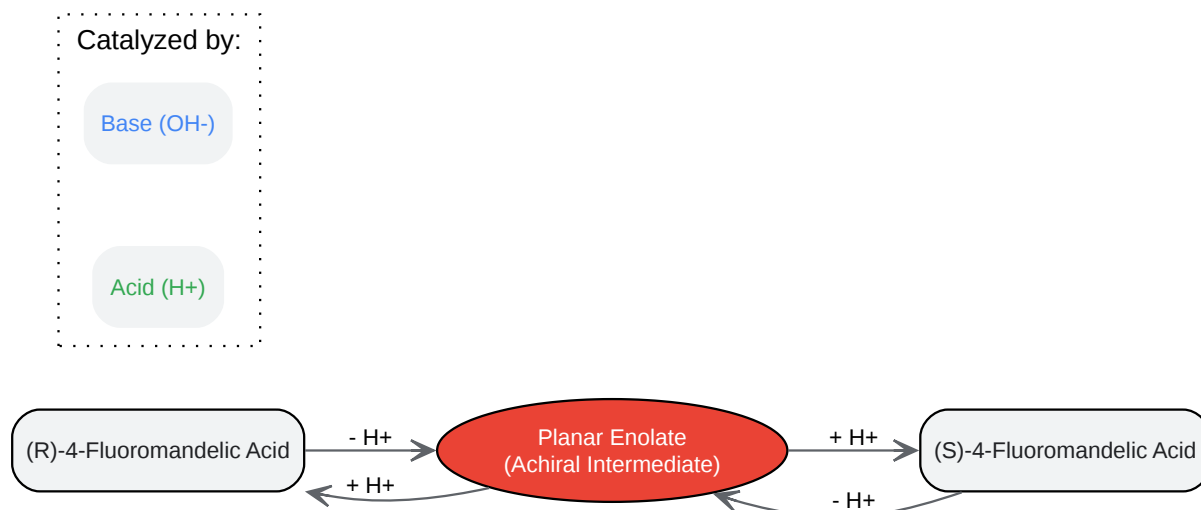 Catalyzed by:
Base (OH-)
Acid (H+)
(R)-4-Fluoromandelic Acid
- H+
+ H+
Planar Enolate
(Achiral Intermediate)
+ H+
- H+
(S)-4-Fluoromandelic Acid